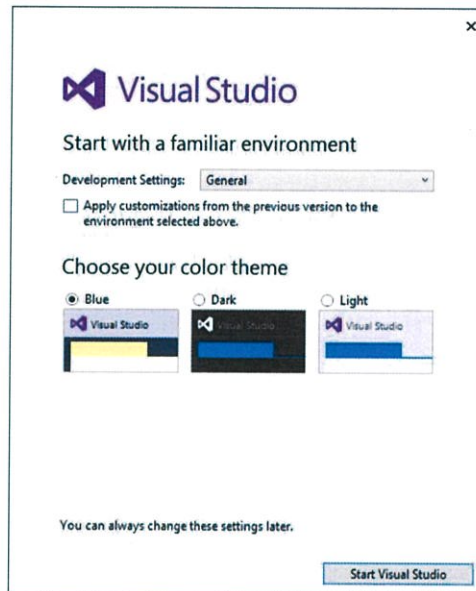 ×
Visual Studio
Start with a familiar environment
Development Settings: General
Apply customizations from the previous version to the
environment selected above.
Choose your color theme
Blue Dark Light
Visual Studio Visual Studio Visual Studio
You can always change these settings later.
Start Visual Studio